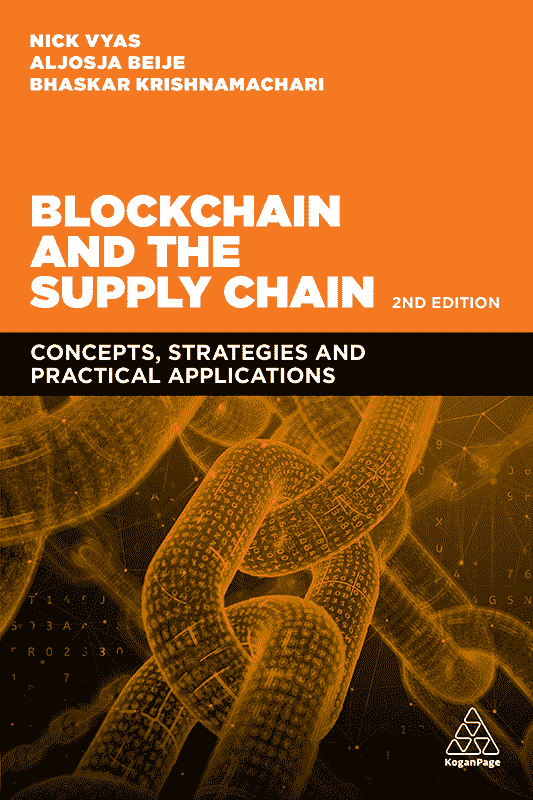 NICK VYAS
ALJOSJA BEIJE
BHASKAR KRISHNAMACHARI
BLOCKCHAIN
AND THE
SUPPLY CHAIN
2ND EDITION
CONCEPTS, STRATEGIES AND
PRACTICAL APPLICATIONS
KoganPage